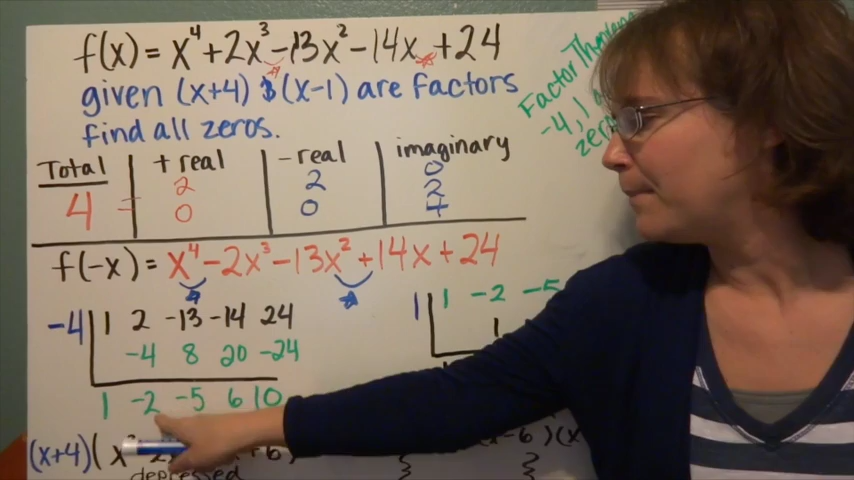 f(x) = x⁴ + 2x³ - 13x² - 14x + 24
given (x+4) & (x-1) are factors
find all zeros.
Factor Theorem
-4, 1
Total | + real | - real | imaginary
4 = | 2 | 2 | 0
0 | 0 | 2
4
f(-x) = x⁴ - 2x³ - 13x² + 14x + 24
-4 | 1 2 -13 -14 24
-4 8 20 -24
1 -2 -5 6 | 0
1 | 1 -2 -5
1
(x+4)(x³
depressed